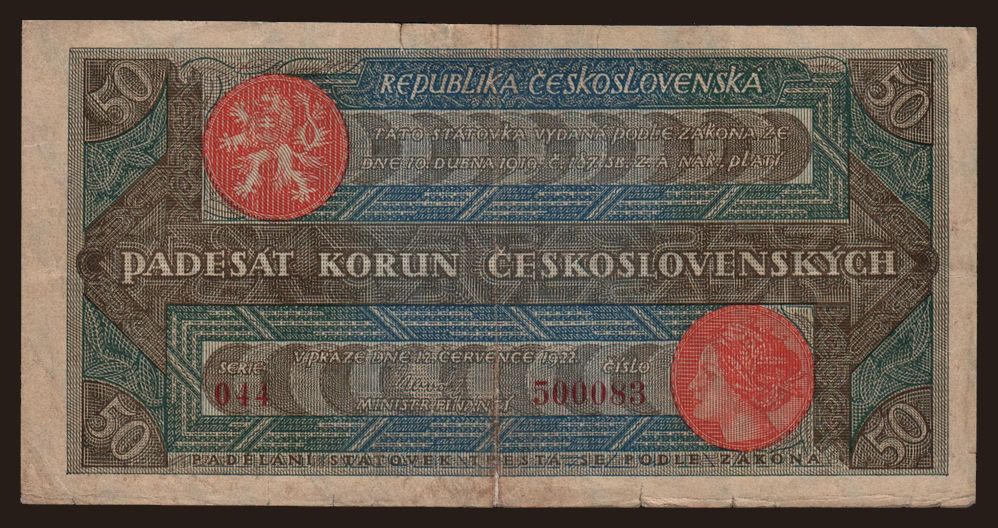 50
50
REPUBLIKA ČESKOSLOVENSKÁ
TATO STÁTOVKA VYDANÁ PODLE ZÁKONA ZE
DNE 10. DUBNA 1919, Č. 187. SB. Z. A NAŘ. PLATÍ
PADESÁT KORUN ČESKOSLOVENSKÝCH
SERIE V PRAZE DNE 12. ČERVENCE 1922 ČÍSLO
044 500083
MINISTR FINANCÍ
50
50
PADĚLÁNÍ STÁTOVEK TRESTÁ SE PODLE ZÁKONA